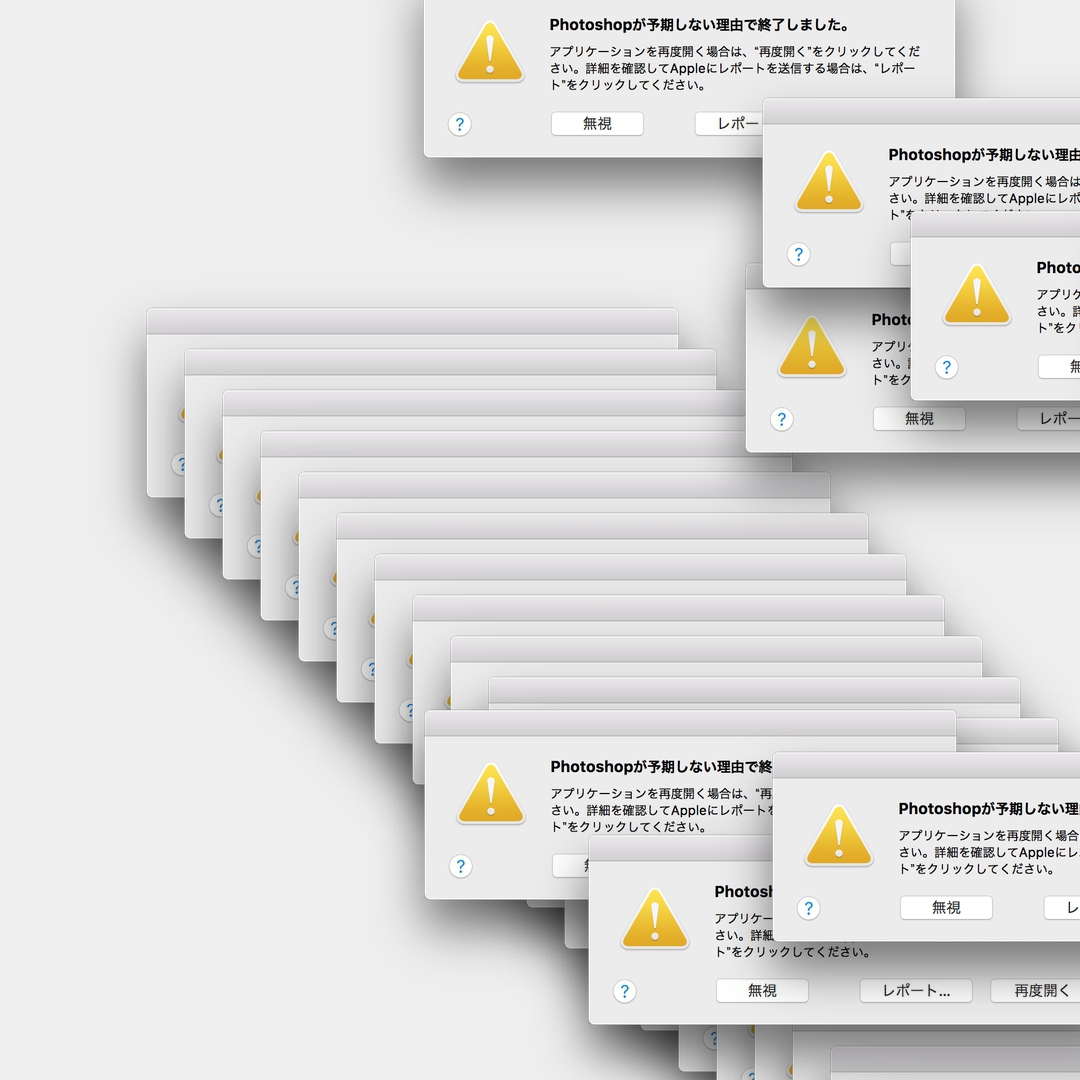 Photoshopが予期しない理由で終了しました。
アプリケーションを再度開く場合は、“再度開く”をクリックしてくだ
さい。詳細を確認してAppleにレポートを送信する場合は、“レポー
ト”をクリックしてください。
?
無視
レポー
Photoshopが予期しない理由
アプリケーションを再度開く場合は
さい。詳細を確認してAppleにレポ
ト”を
?
Photo
アプリケ
さい。詳
ト”をク
?
無
Photo
アプリケ
さい。
ト”をク
?
無視
レポー
?
?
?
?
?
?
?
Photoshopが予期しない理由で終
アプリケーションを再度開く場合は、“再
さい。詳細を確認してAppleにレポートを
ト”をクリックしてください。
?
Photoshopが予期しない理由
アプリケーションを再度開く場合
さい。詳細を確認してAppleにレ
ト”をクリックしてください。
?
無視
レ
Photosh
アプリケー
さい。詳細
ト”をクリックしてください。
?
無視
レポート...
再度開く
?
?